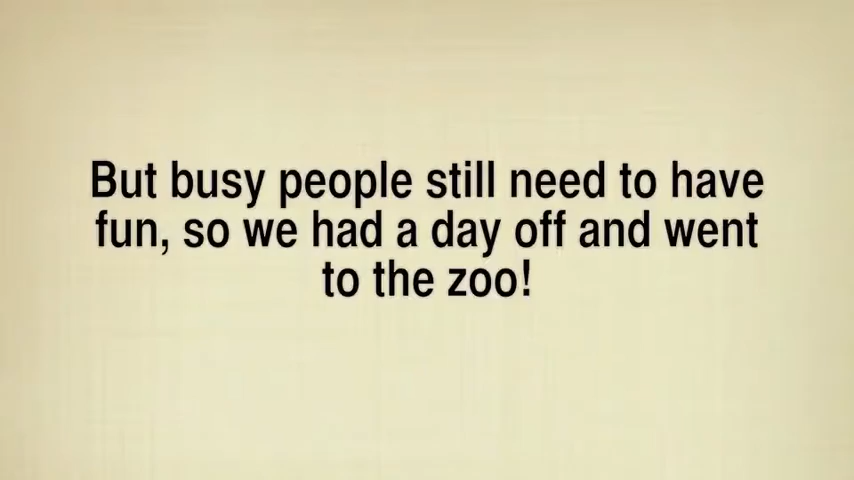 But busy people still need to have
fun, so we had a day off and went
to the zoo!